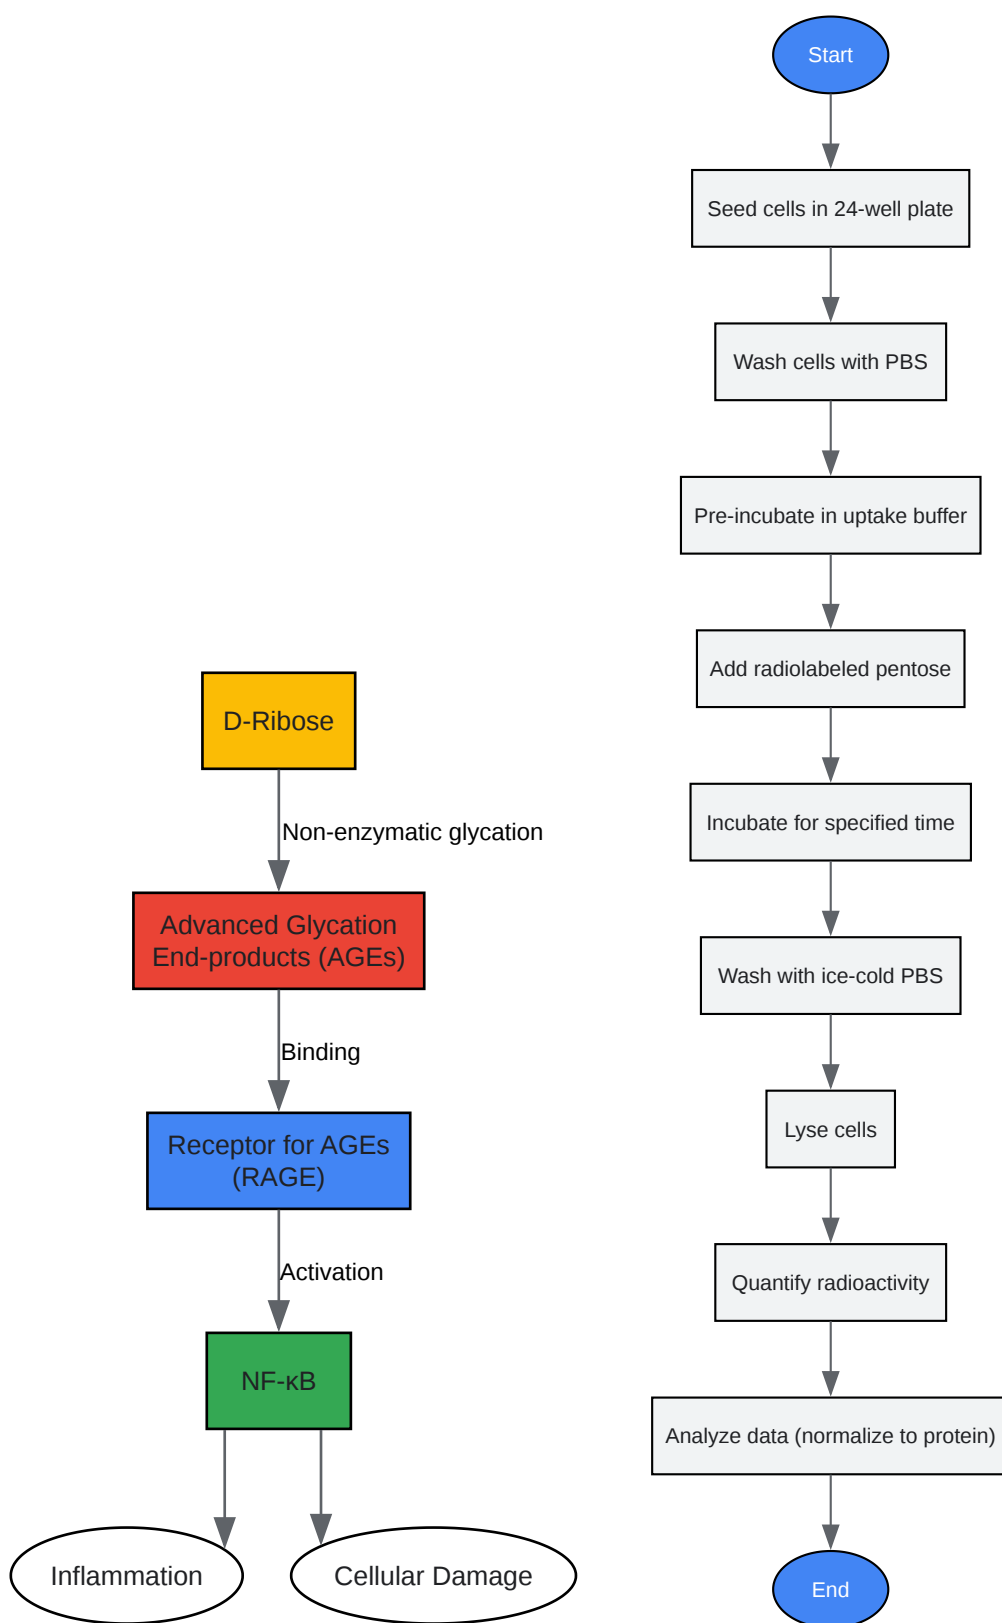 D-Ribose
Non-enzymatic glycation
Advanced Glycation
End-products (AGEs)
Binding
Receptor for AGEs
(RAGE)
Activation
NF-κB
Inflammation
Cellular Damage
Start
Seed cells in 24-well plate
Wash cells with PBS
Pre-incubate in uptake buffer
Add radiolabeled pentose
Incubate for specified time
Wash with ice-cold PBS
Lyse cells
Quantify radioactivity
Analyze data (normalize to protein)
End